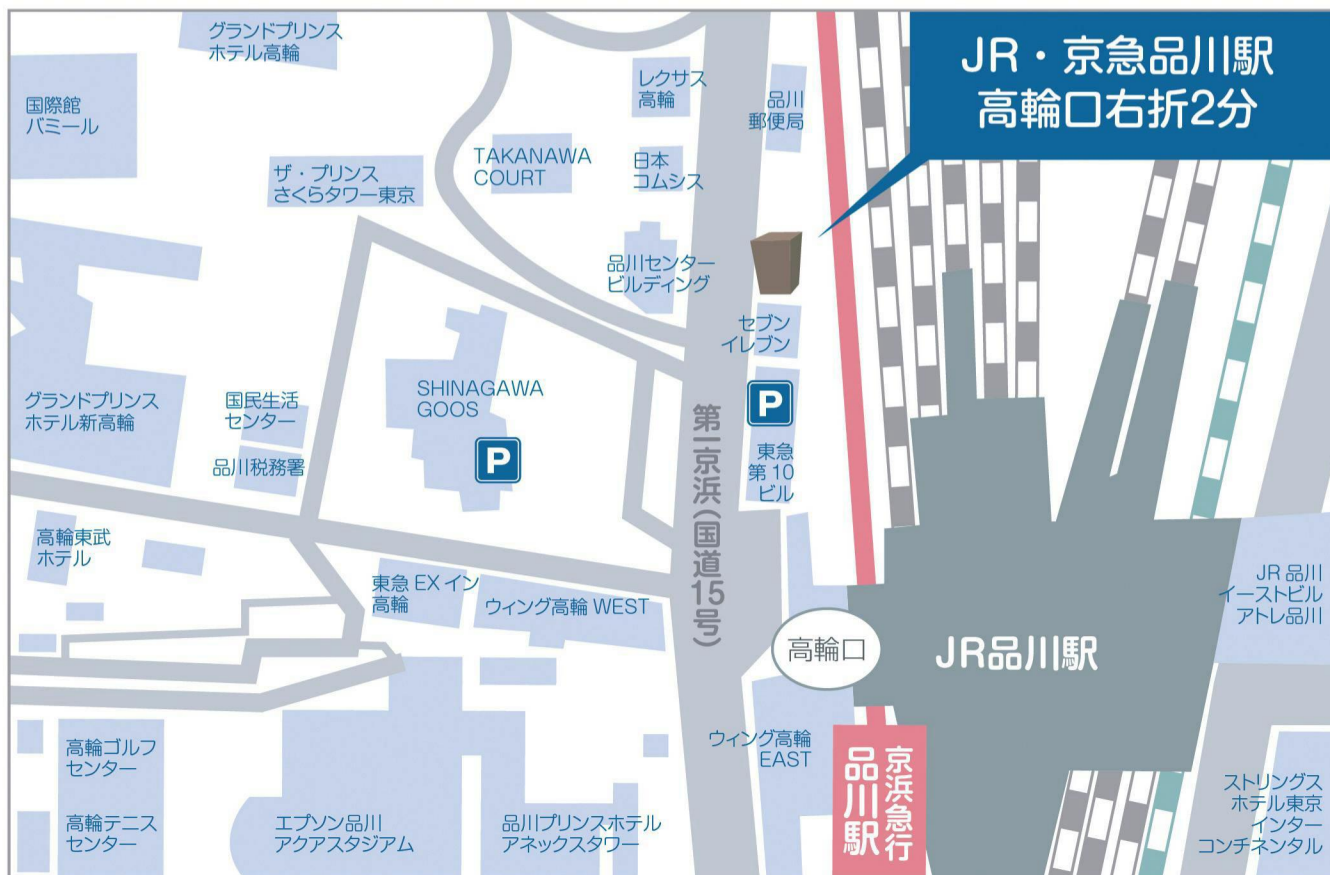 グランドプリンス
ホテル高輪
国際館
パミール
レクサス
高輪
品川
郵便局
JR・京急品川駅
高輪口右折2分
ザ・プリンス
さくらタワー東京
TAKANAWA
COURT
日本
コムシス
品川センター
ビルディング
セブン
イレブン
グランドプリンス
ホテル新高輪
国民生活
センター
品川税務署
SHINAGAWA
GOOS
P
P
東急
第10
ビル
第一京浜(国道15号)
高輪東武
ホテル
東急EXイン
高輪
ウィング高輪WEST
高輪口
JR品川駅
JR品川
イーストビル
アトレ品川
高輪ゴルフ
センター
高輪テニス
センター
エプソン品川
アクアスタジアム
品川プリンスホテル
アネックスタワー
ウィング高輪
EAST
京浜急行
品川駅
ストリングス
ホテル東京
インター
コンチネンタル